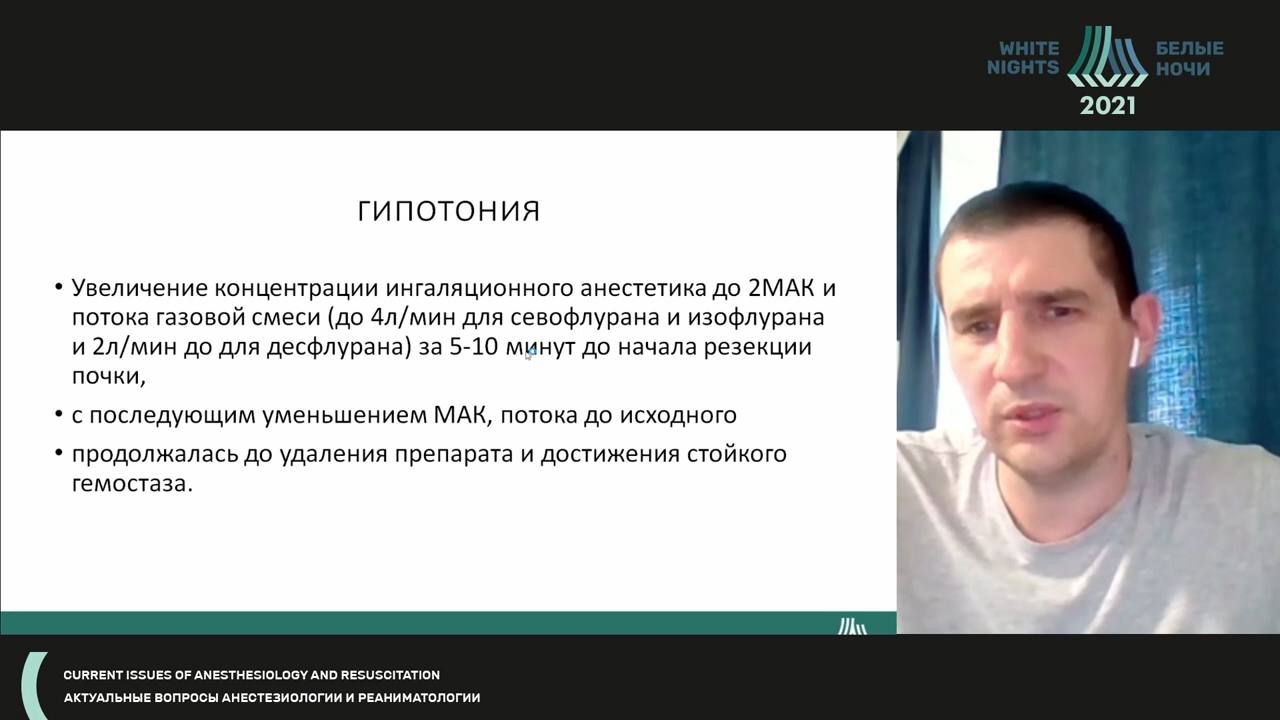 WHITE
NIGHTS
БЕЛЫЕ
НОЧИ
2021
ГИПОТОНИЯ
• Увеличение концентрации ингаляционного анестетика до 2МАК и
потока газовой смеси (до 4л/мин для севофлурана и изофлурана
и 2л/мин до для десфлурана) за 5-10 минут до начала резекции
почки,
• с последующим уменьшением МАК, потока до исходного
• продолжалась до удаления препарата и достижения стойкого
гемостаза.
CURRENT ISSUES OF ANESTHESIOLOGY AND RESUSCITATION
АКТУАЛЬНЫЕ ВОПРОСЫ АНЕСТЕЗИОЛОГИИ И РЕАНИМАТОЛОГИИ